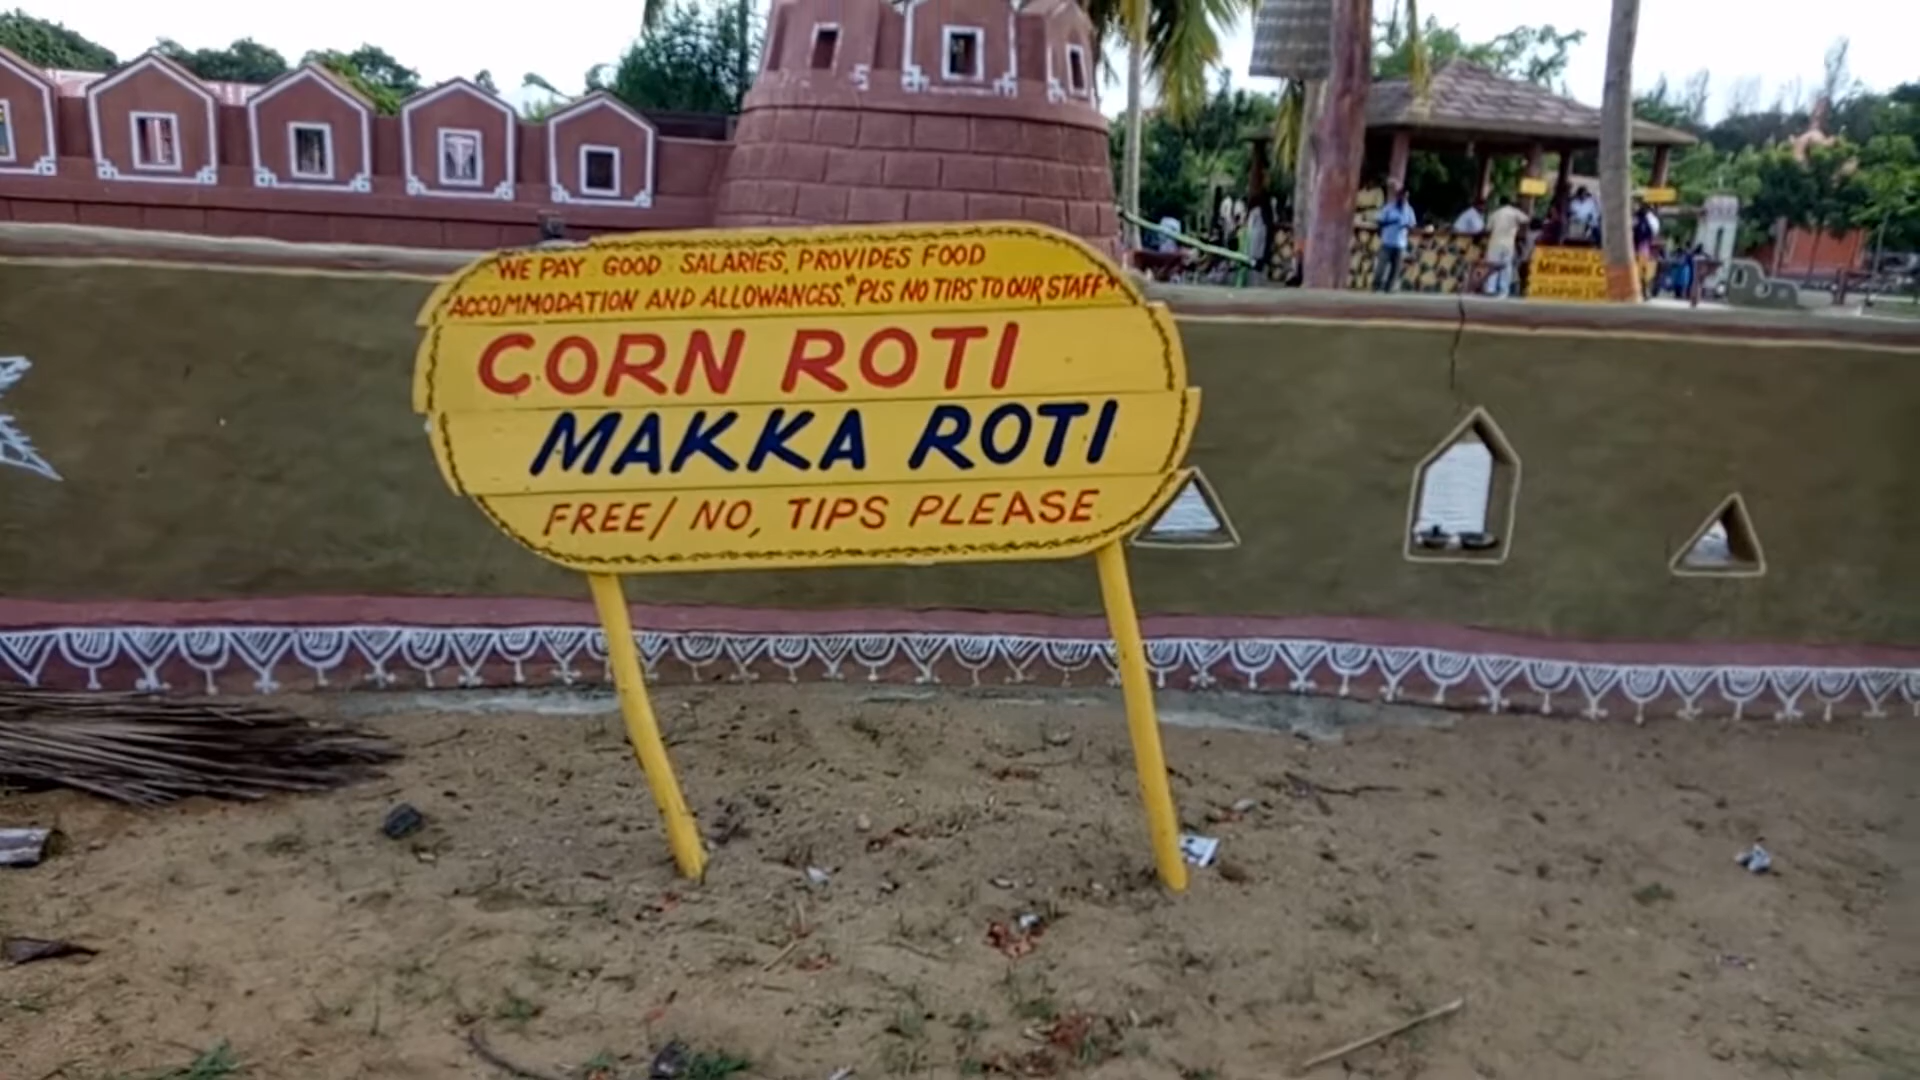 WE PAY GOOD SALARIES, PROVIDES FOOD
ACCOMMODATION AND ALLOWANCES. "PLS NO TIPS TO OUR STAFF"
CORN ROTI
MAKKA ROTI
FREE/ NO, TIPS PLEASE